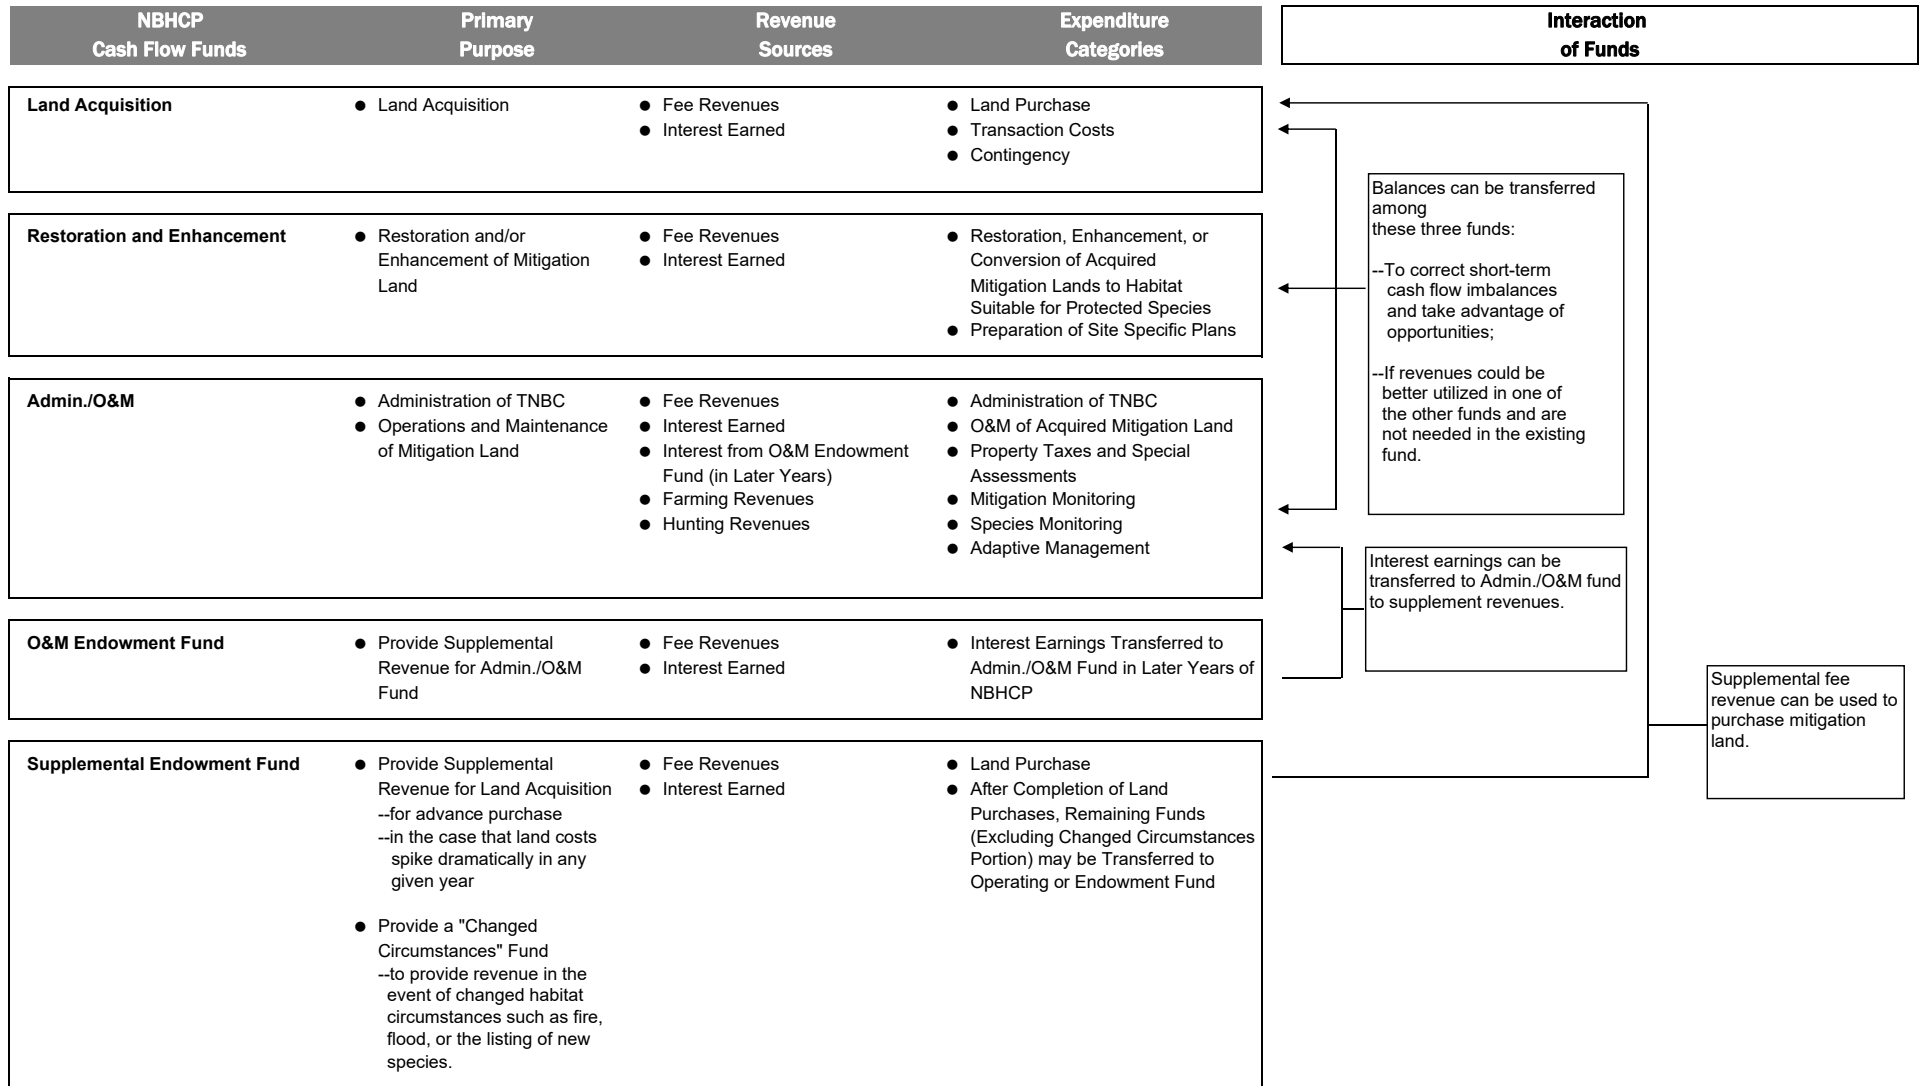 NBHCP
Cash Flow Funds
Primary
Purpose
Revenue
Sources
Expenditure
Categories
Interaction
of Funds
Land Acquisition
● Land Acquisition
● Fee Revenues
● Interest Earned
● Land Purchase
● Transaction Costs
● Contingency
Restoration and Enhancement
● Restoration and/or
Enhancement of Mitigation
Land
● Fee Revenues
● Interest Earned
● Restoration, Enhancement, or
Conversion of Acquired
Mitigation Lands to Habitat
Suitable for Protected Species
● Preparation of Site Specific Plans
Admin./O&M
● Administration of TNBC
● Operations and Maintenance
of Mitigation Land
● Fee Revenues
● Interest Earned
● Interest from O&M Endowment
Fund (in Later Years)
● Farming Revenues
● Hunting Revenues
● Administration of TNBC
● O&M of Acquired Mitigation Land
● Property Taxes and Special
Assessments
● Mitigation Monitoring
● Species Monitoring
● Adaptive Management
O&M Endowment Fund
● Provide Supplemental
Revenue for Admin./O&M
Fund
● Fee Revenues
● Interest Earned
● Interest Earnings Transferred to
Admin./O&M Fund in Later Years of
NBHCP
Supplemental Endowment Fund
● Provide Supplemental
Revenue for Land Acquisition
--for advance purchase
--in the case that land costs
spike dramatically in any
given year
● Provide a "Changed
Circumstances" Fund
--to provide revenue in the
event of changed habitat
circumstances such as fire,
flood, or the listing of new
species.
● Fee Revenues
● Interest Earned
● Land Purchase
● After Completion of Land
Purchases, Remaining Funds
(Excluding Changed Circumstances
Portion) may be Transferred to
Operating or Endowment Fund
Balances can be transferred
among
these three funds:
--To correct short-term
cash flow imbalances
and take advantage of
opportunities;
--If revenues could be
better utilized in one of
the other funds and are
not needed in the existing
fund.
Interest earnings can be
transferred to Admin./O&M fund
to supplement revenues.
Supplemental fee
revenue can be used to
purchase mitigation
land.